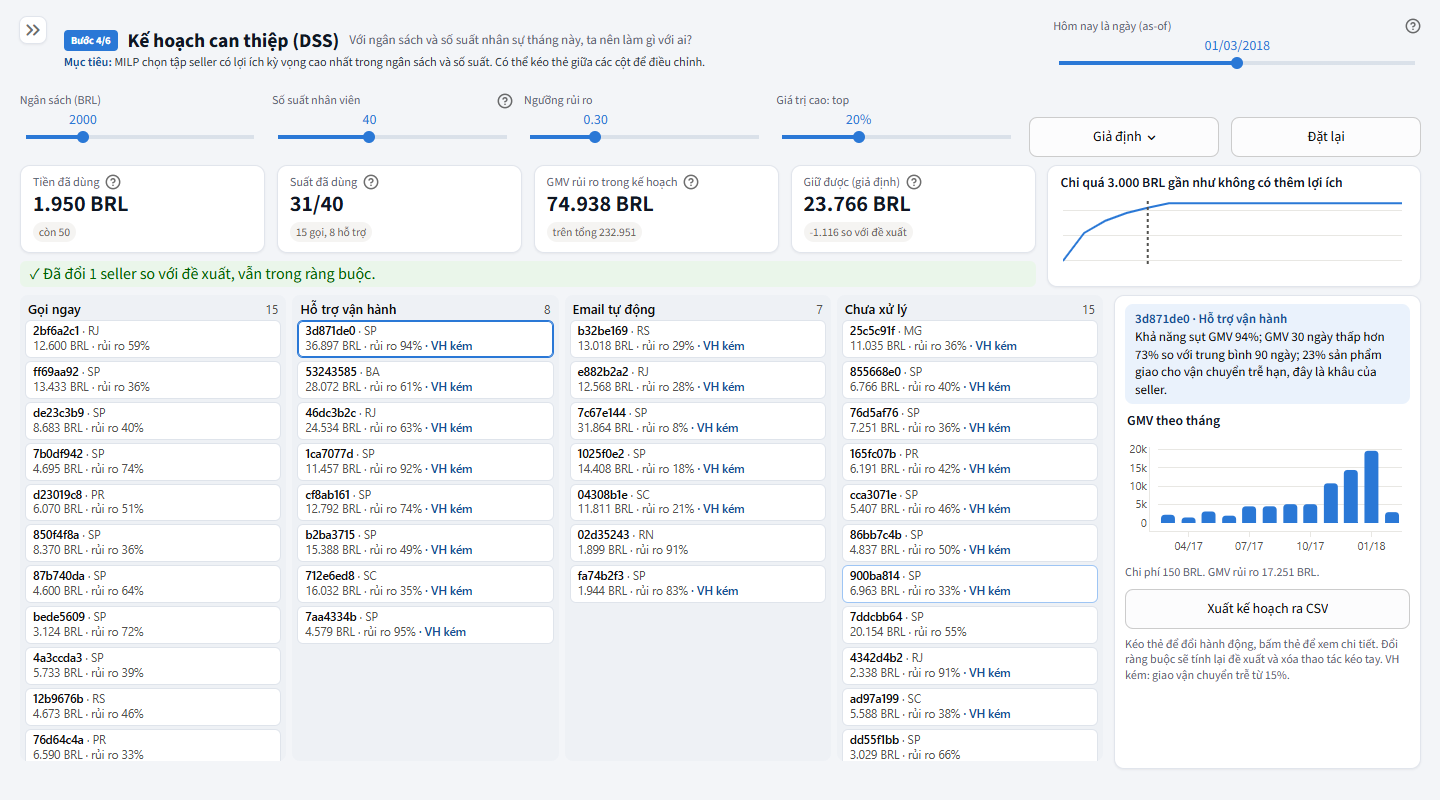 Bước 4/6 Kế hoạch can thiệp (DSS) Với ngân sách và số suất nhân sự tháng này, ta nên làm gì với ai?
Mục tiêu: MILP chọn tập seller có lợi ích kỳ vọng cao nhất trong ngân sách và số suất. Có thể kéo thẻ giữa các cột để điều chỉnh.
Hôm nay là ngày (as-of)
01/03/2018
Ngân sách (BRL)
2000
Số suất nhân viên
40
Ngưỡng rủi ro
0.30
Giá trị cao: top
20%
Giả định
Đặt lại
Tiền đã dùng
1.950 BRL
còn 50
Suất đã dùng
31/40
15 gọi, 8 hỗ trợ
GMV rủi ro trong kế hoạch
74.938 BRL
trên tổng 232.951
Giữ được (giả định)
23.766 BRL
-1.116 so với đề xuất
Chi quá 3.000 BRL gần như không có thêm lợi ích
✓ Đã đổi 1 seller so với đề xuất, vẫn trong ràng buộc.
Gọi ngay 15
2bf6a2c1 · RJ
12.600 BRL · rủi ro 59%
ff69aa92 · SP
13.433 BRL · rủi ro 36%
de23c3b9 · SP
8.683 BRL · rủi ro 40%
7b0df942 · SP
4.695 BRL · rủi ro 74%
d23019c8 · PR
6.070 BRL · rủi ro 51%
850f4f8a · SP
8.370 BRL · rủi ro 36%
87b740da · SP
4.600 BRL · rủi ro 64%
bede5609 · SP
3.124 BRL · rủi ro 72%
4a3ccda3 · SP
5.733 BRL · rủi ro 39%
12b9676b · RS
4.673 BRL · rủi ro 46%
76d64c4a · PR
6.590 BRL · rủi ro 33%
Hỗ trợ vận hành 8
3d871de0 · SP
36.897 BRL · rủi ro 94% · VH kém
53243585 · BA
28.072 BRL · rủi ro 61% · VH kém
46dc3b2c · RJ
24.534 BRL · rủi ro 63% · VH kém
1ca7077d · SP
11.457 BRL · rủi ro 92% · VH kém
cf8ab161 · SP
12.792 BRL · rủi ro 74% · VH kém
b2ba3715 · SP
15.388 BRL · rủi ro 49% · VH kém
712e6ed8 · SC
16.032 BRL · rủi ro 35% · VH kém
7aa4334b · SP
4.579 BRL · rủi ro 95% · VH kém
Email tự động 7
b32be169 · RS
13.018 BRL · rủi ro 29% · VH kém
e882b2a2 · RJ
12.568 BRL · rủi ro 28% · VH kém
7c67e144 · SP
31.864 BRL · rủi ro 8% · VH kém
1025f0e2 · SP
14.408 BRL · rủi ro 18% · VH kém
04308b1e · SC
11.811 BRL · rủi ro 21% · VH kém
02d35243 · RN
1.899 BRL · rủi ro 91%
fa74b2f3 · SP
1.944 BRL · rủi ro 83% · VH kém
Chưa xử lý 15
25c5c91f · MG
11.035 BRL · rủi ro 36% · VH kém
855668e0 · SP
6.766 BRL · rủi ro 40% · VH kém
76d5af76 · SP
7.251 BRL · rủi ro 36% · VH kém
165fc07b · PR
6.191 BRL · rủi ro 42% · VH kém
cca3071e · SP
5.407 BRL · rủi ro 46% · VH kém
86bb7c4b · SP
4.837 BRL · rủi ro 50% · VH kém
900ba814 · SP
6.963 BRL · rủi ro 33% · VH kém
7ddcbb64 · SP
20.154 BRL · rủi ro 55%
4342d4b2 · RJ
2.338 BRL · rủi ro 91% · VH kém
ad97a199 · SC
5.588 BRL · rủi ro 38% · VH kém
dd55f1bb · SP
3.029 BRL · rủi ro 66%
3d871de0 · Hỗ trợ vận hành
Khả năng sụt GMV 94%; GMV 30 ngày thấp hơn
73% so với trung bình 90 ngày; 23% sản phẩm
giao cho vận chuyển trễ hạn, đây là khâu của
seller.
GMV theo tháng
20k
15k
10k
5k
0
04/17 07/17 10/17 01/18
Chi phí 150 BRL. GMV rủi ro 17.251 BRL.
Xuất kế hoạch ra CSV
Kéo thẻ để đổi hành động, bấm thẻ để xem chi tiết. Đổi
ràng buộc sẽ tính lại đề xuất và xóa thao tác kéo tay. VH
kém: giao vận chuyển trễ từ 15%.